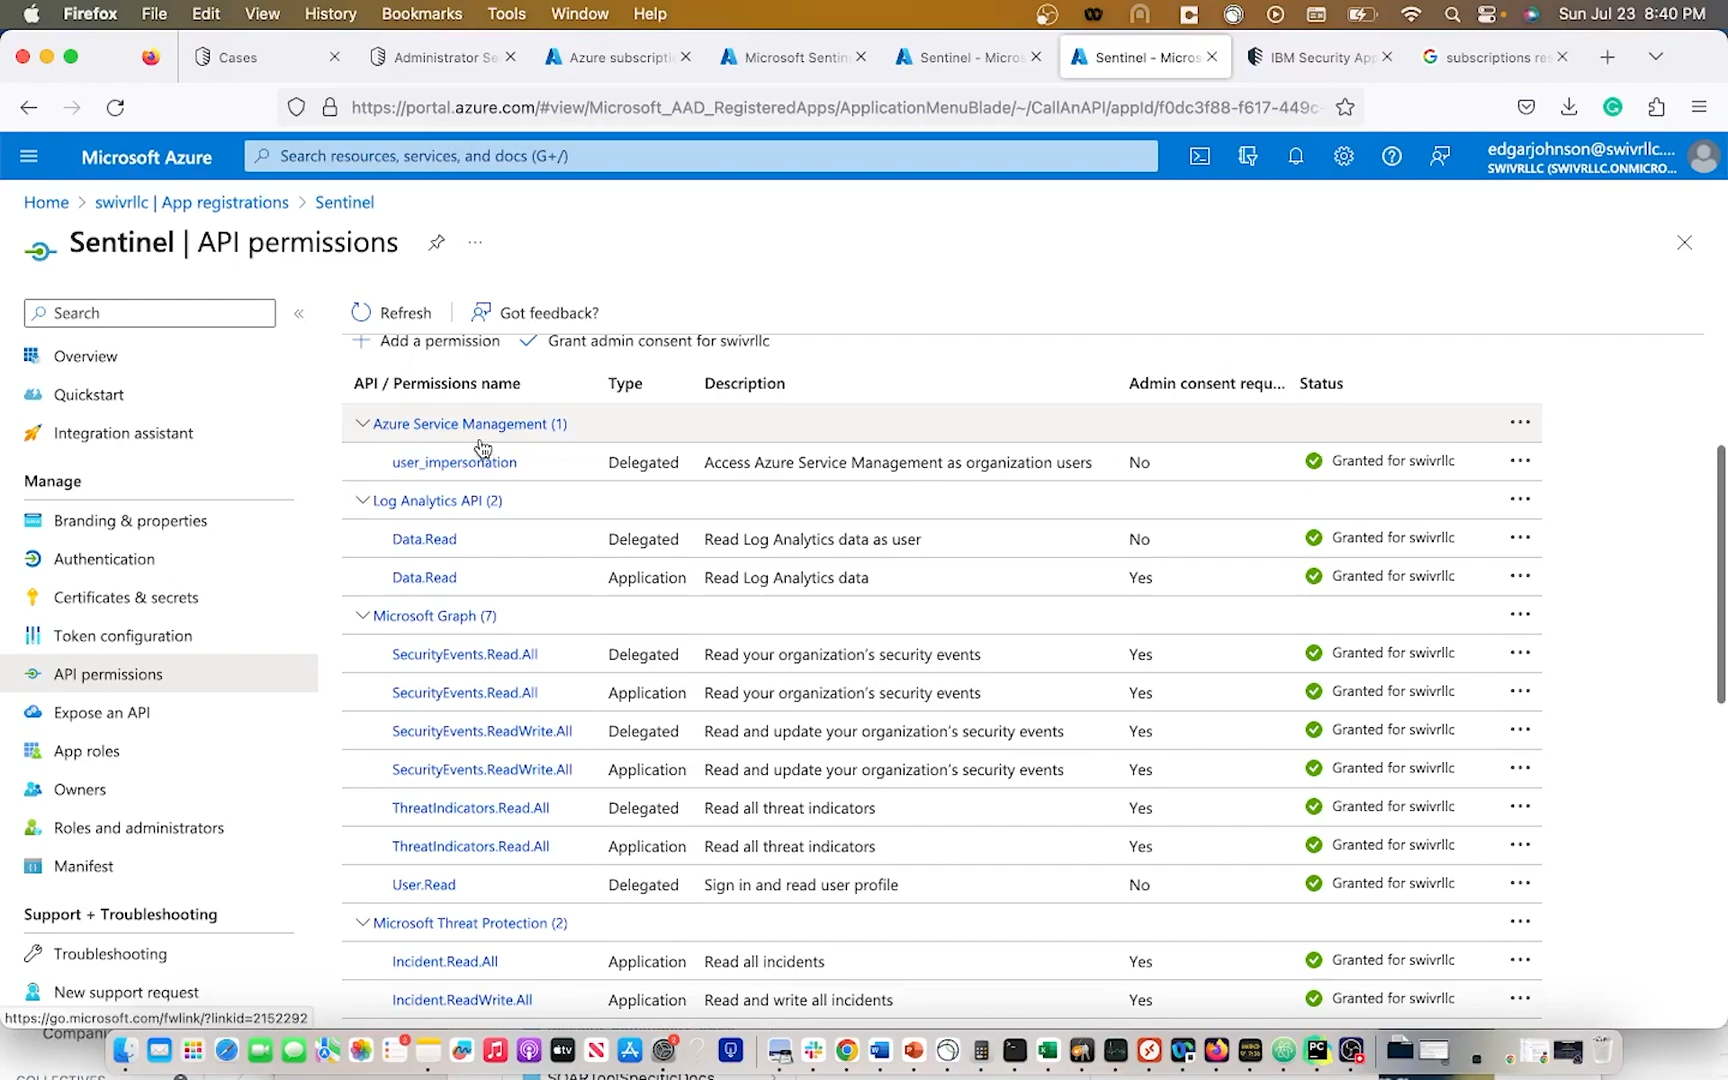 Firefox File Edit View History Bookmarks Tools Window Help Sun Jul 23 8:40 PM
Cases Administrator Se Azure subscripti Microsoft Sentin Sentinel - Micros Sentinel - Micros IBM Security App subscriptions res
https://portal.azure.com/#view/Microsoft_AAD_RegisteredApps/ApplicationMenuBlade/~/CallAnAPI/appId/f0dc3f88-f617-449c-
Microsoft Azure Search resources, services, and docs (G+/) edgarjohnson@swivrllc....
SWIVRLLC (SWIVRLLC.ONMICRO...
Home > swivrllc | App registrations > Sentinel
Sentinel | API permissions
Search
Refresh Got feedback?
Add a permission Grant admin consent for swivrllc
API / Permissions name Type Description Admin consent requ... Status
Azure Service Management (1)
user_impersonation Delegated Access Azure Service Management as organization users No Granted for swivrllc
Log Analytics API (2)
Data.Read Delegated Read Log Analytics data as user No Granted for swivrllc
Data.Read Application Read Log Analytics data Yes Granted for swivrllc
Microsoft Graph (7)
SecurityEvents.Read.All Delegated Read your organization's security events Yes Granted for swivrllc
SecurityEvents.Read.All Application Read your organization's security events Yes Granted for swivrllc
SecurityEvents.ReadWrite.All Delegated Read and update your organization's security events Yes Granted for swivrllc
SecurityEvents.ReadWrite.All Application Read and update your organization's security events Yes Granted for swivrllc
ThreatIndicators.Read.All Delegated Read all threat indicators Yes Granted for swivrllc
ThreatIndicators.Read.All Application Read all threat indicators Yes Granted for swivrllc
User.Read Delegated Sign in and read user profile No Granted for swivrllc
Microsoft Threat Protection (2)
Incident.Read.All Application Read all incidents Yes Granted for swivrllc
Incident.ReadWrite.All Application Read and write all incidents Yes Granted for swivrllc
Overview
Quickstart
Integration assistant
Manage
Branding & properties
Authentication
Certificates & secrets
Token configuration
API permissions
Expose an API
App roles
Owners
Roles and administrators
Manifest
Support + Troubleshooting
Troubleshooting
New support request
https://go.microsoft.com/fwlink/?linkid=2152292
tv
PC
SOARToolSpecificDocs